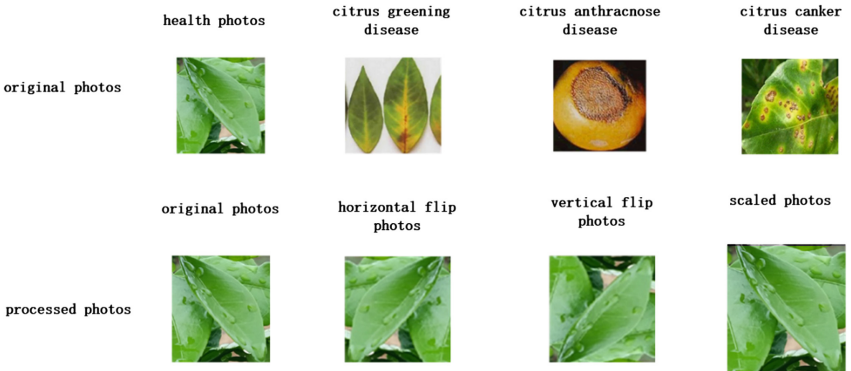 health photos
citrus greening
disease
citrus anthracnose
disease
citrus canker
disease
original photos
original photos
horizontal flip
photos
vertical flip
photos
scaled photos
processed photos